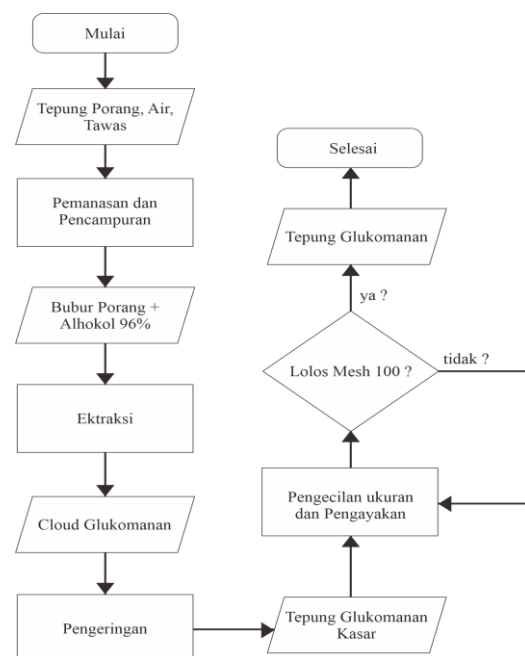 Mulai
Tepung Porang, Air,
Tawas
Pemanasan dan
Pencampuran
Bubur Porang +
Alhokol 96%
Ektraksi
Cloud Glukomanan
Pengeringan
Tepung Glukomanan
Kasar
Pengecilan ukuran
dan Pengayakan
Lolos Mesh 100 ?
tidak ?
ya ?
Tepung Glukomanan
Selesai